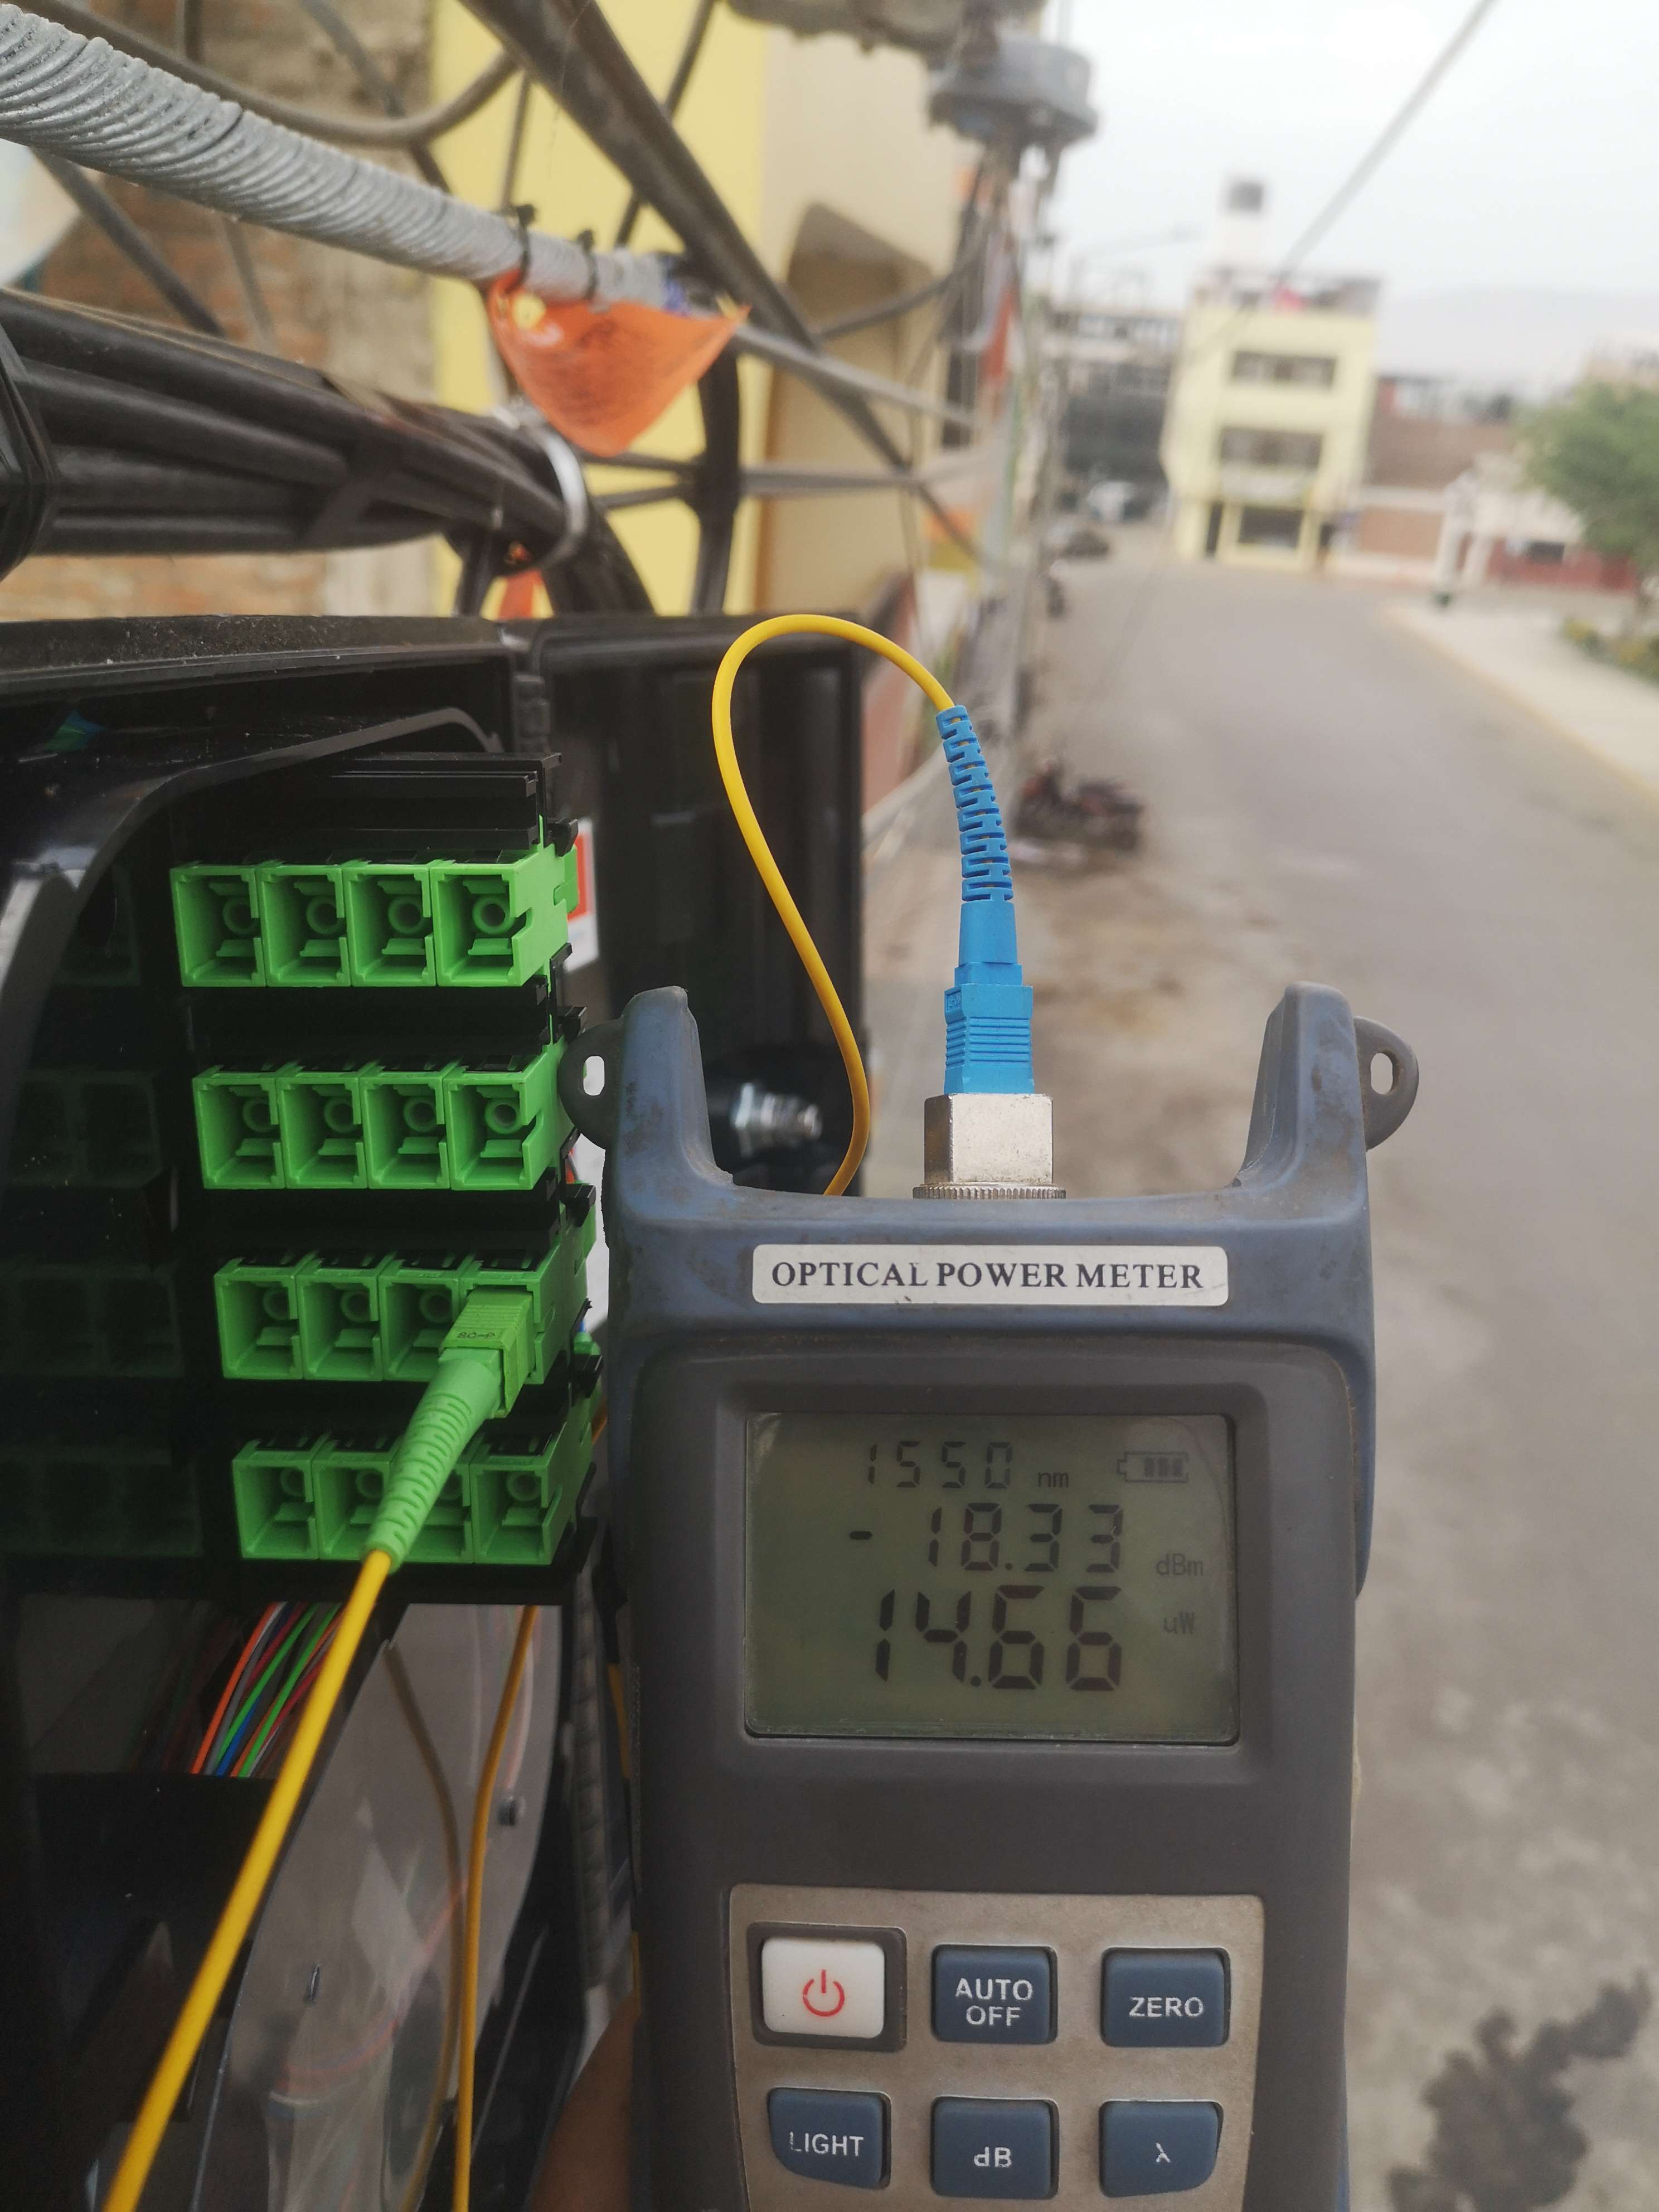 OPTICAL POWER METER
1550 nm
-18.33 dBm
14.66 uW
AUTO OFF
ZERO
LIGHT
dB
λ